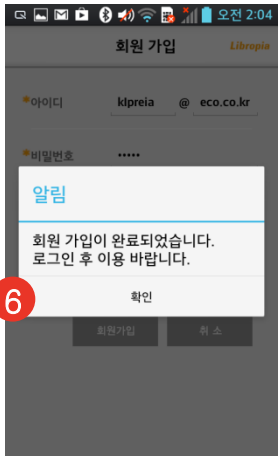 오전 2:04
회원 가입
Libropia
*아이디 klpreia @ eco.co.kr
*비밀번호 •••••
알림
회원 가입이 완료되었습니다.
로그인 후 이용 바랍니다.
6
확인
회원가입 취 소